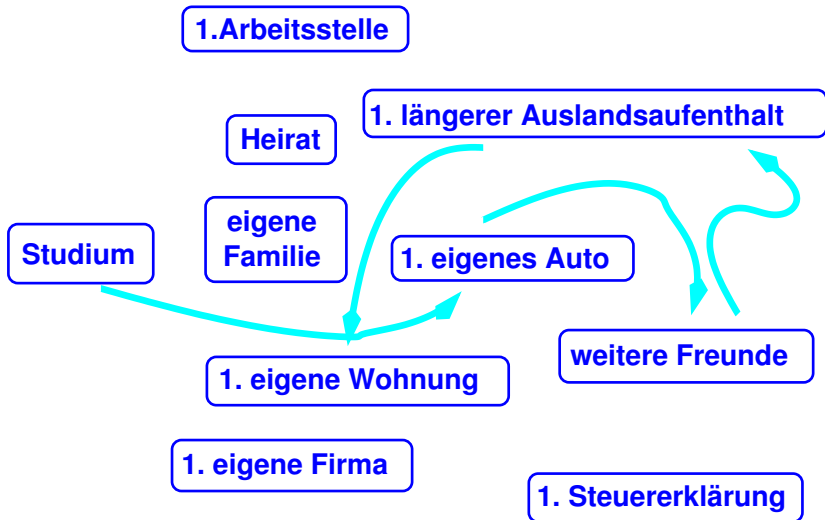 1.Arbeitsstelle
1. längerer Auslandsaufenthalt
Heirat
eigene
Familie
Studium
1. eigenes Auto
weitere Freunde
1. eigene Wohnung
1. eigene Firma
1. Steuererklärung